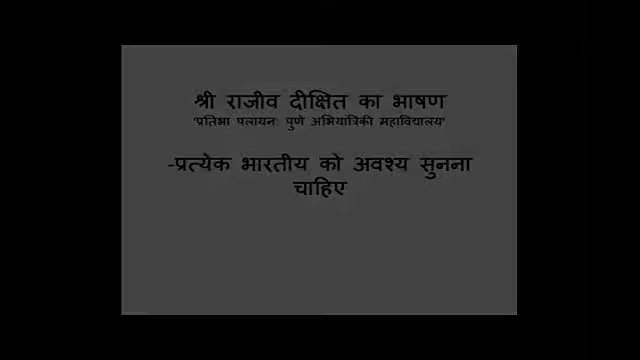 श्री राजीव दीक्षित का भाषण
'प्रतिभा पलायन: पुणे अभियांत्रिकी महाविद्यालय'
-प्रत्येक भारतीय को अवश्य सुनना
चाहिए